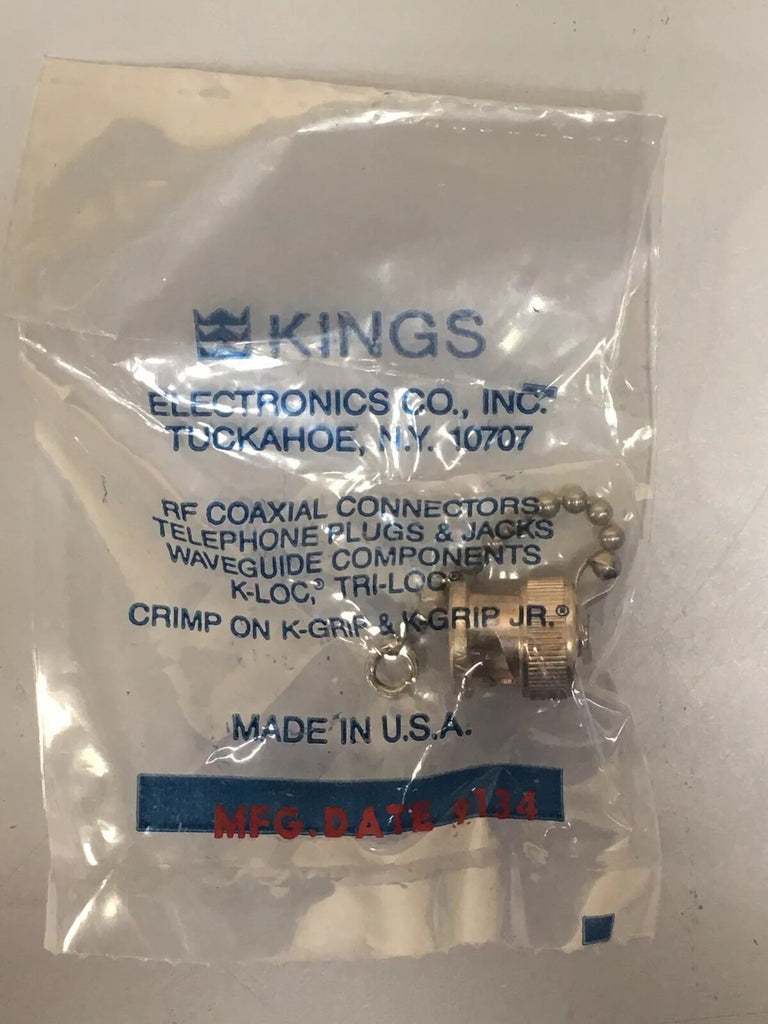 KINGS
ELECTRONICS CO., INC.
TUCKAHOE, N.Y. 10707
RF COAXIAL CONNECTORS
TELEPHONE PLUGS & JACKS
WAVEGUIDE COMPONENTS
K-LOC,® TRI-LOC®
CRIMP ON K-GRIP & K-GRIP JR.®
MADE IN U.S.A.
MFG. DATE 9134